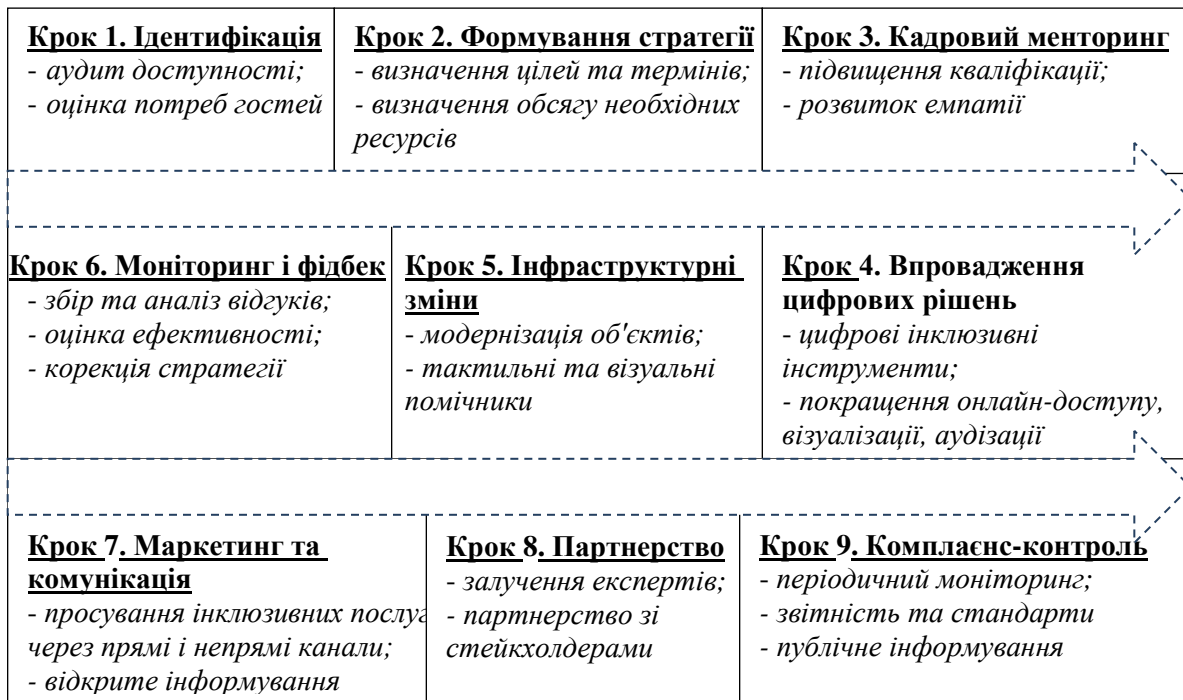 Крок 1. Ідентифікація
- аудит доступності;
- оцінка потреб гостей
Крок 2. Формування стратегії
- визначення цілей та термінів;
- визначення обсягу необхідних
ресурсів
Крок 3. Кадровий менторинг
- підвищення кваліфікації;
- розвиток емпатії
Крок 6. Моніторинг і фідбек
- збір та аналіз відгуків;
- оцінка ефективності;
- корекція стратегії
Крок 5. Інфраструктурні
зміни
- модернізація об'єктів;
- тактильні та візуальні
помічники
Крок 4. Впровадження
цифрових рішень
- цифрові інклюзивні
інструменти;
- покращення онлайн-доступу,
візуалізації, аудізації
Крок 7. Маркетинг та
комунікація
- просування інклюзивних послуг
через прямі і непрямі канали;
- відкрите інформування
Крок 8. Партнерство
- залучення експертів;
- партнерство зі
стейкхолдерами
Крок 9. Комплаєнс-контроль
- періодичний моніторинг;
- звітність та стандарти
- публічне інформування